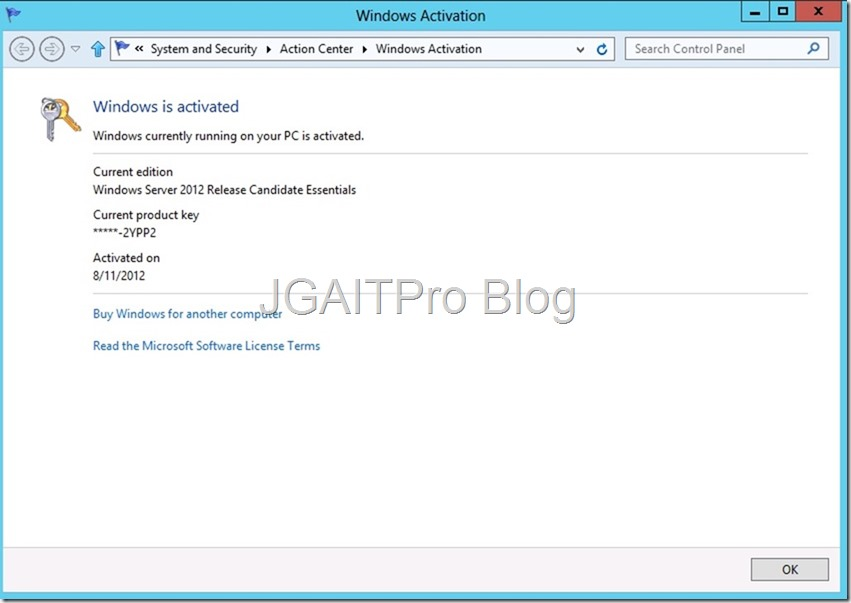 Windows Activation
« System and Security Action Center Windows Activation Search Control Panel
Windows is activated
Windows currently running on your PC is activated.
Current edition
Windows Server 2012 Release Candidate Essentials
Current product key
*****-2YPP2
Activated on
8/11/2012
JGAITPro Blog
Buy Windows for another computer
Read the Microsoft Software License Terms
OK